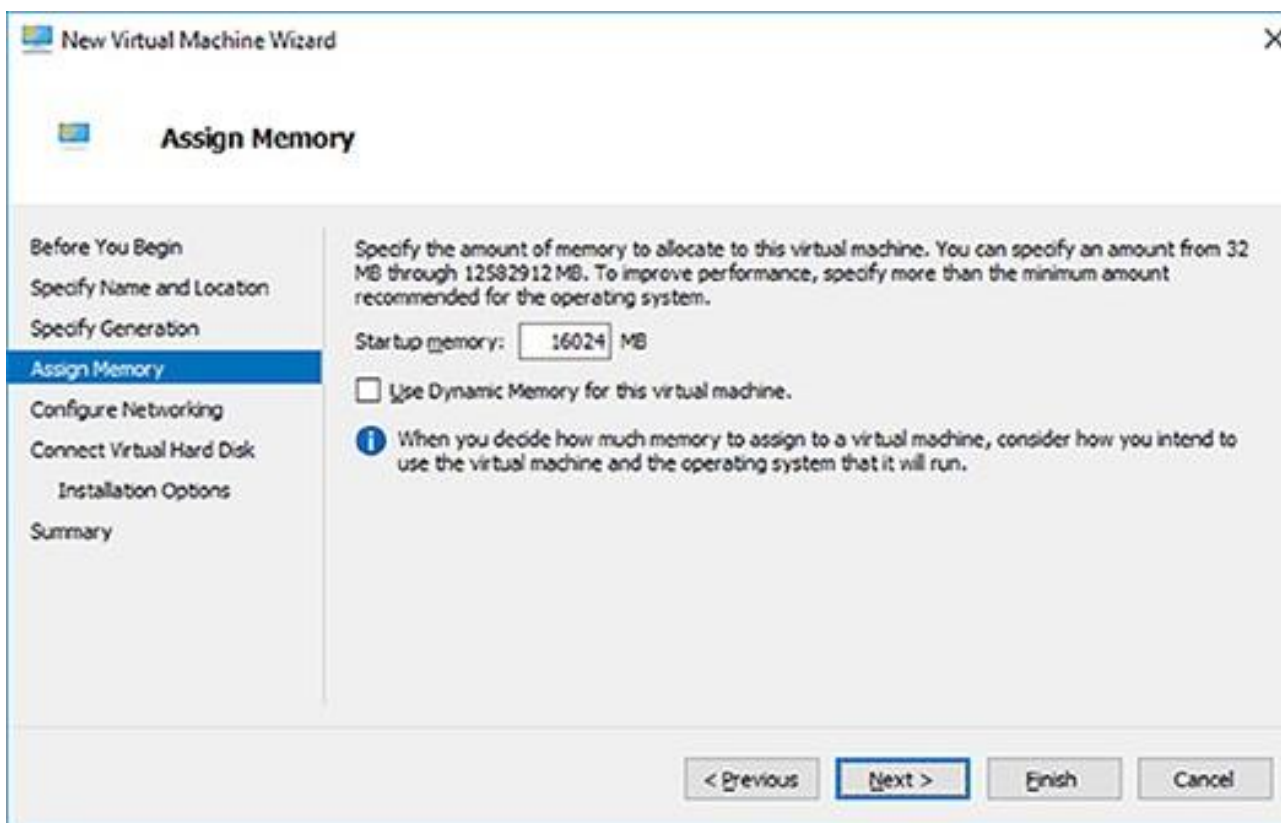 New Virtual Machine Wizard
Assign Memory
Before You Begin
Specify Name and Location
Specify Generation
Assign Memory
Configure Networking
Connect Virtual Hard Disk
Installation Options
Summary
Specify the amount of memory to allocate to this virtual machine. You can specify an amount from 32
MB through 12582912 MB. To improve performance, specify more than the minimum amount
recommended for the operating system.
Startup memory: 16024 MB
Use Dynamic Memory for this virtual machine.
When you decide how much memory to assign to a virtual machine, consider how you intend to
use the virtual machine and the operating system that it will run.
< Previous Next > Finish Cancel